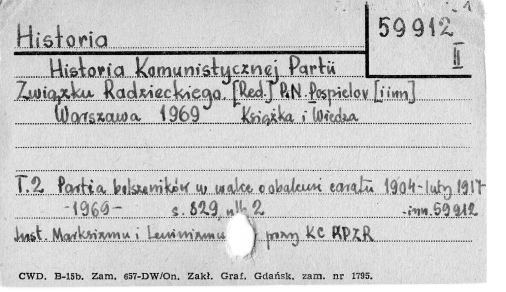 Historia
59912
II
Historia Komunistycznej Partii
Związku Radzieckiego. [Red.] P.N. Pospielov [i inn]
Warszawa 1969 Książka i Wiedza
T.2 Partia bolszewików w walce o obalenie caratu 1904-luty 1917
-1969- s. 829, nlb 2 inw. 59912
Inst. Marksizmu i Leninizmu przy KC KPZR
CWD. B-15b. Zam. 657-DW/On. Zakł. Graf. Gdańsk. zam. nr 1795.